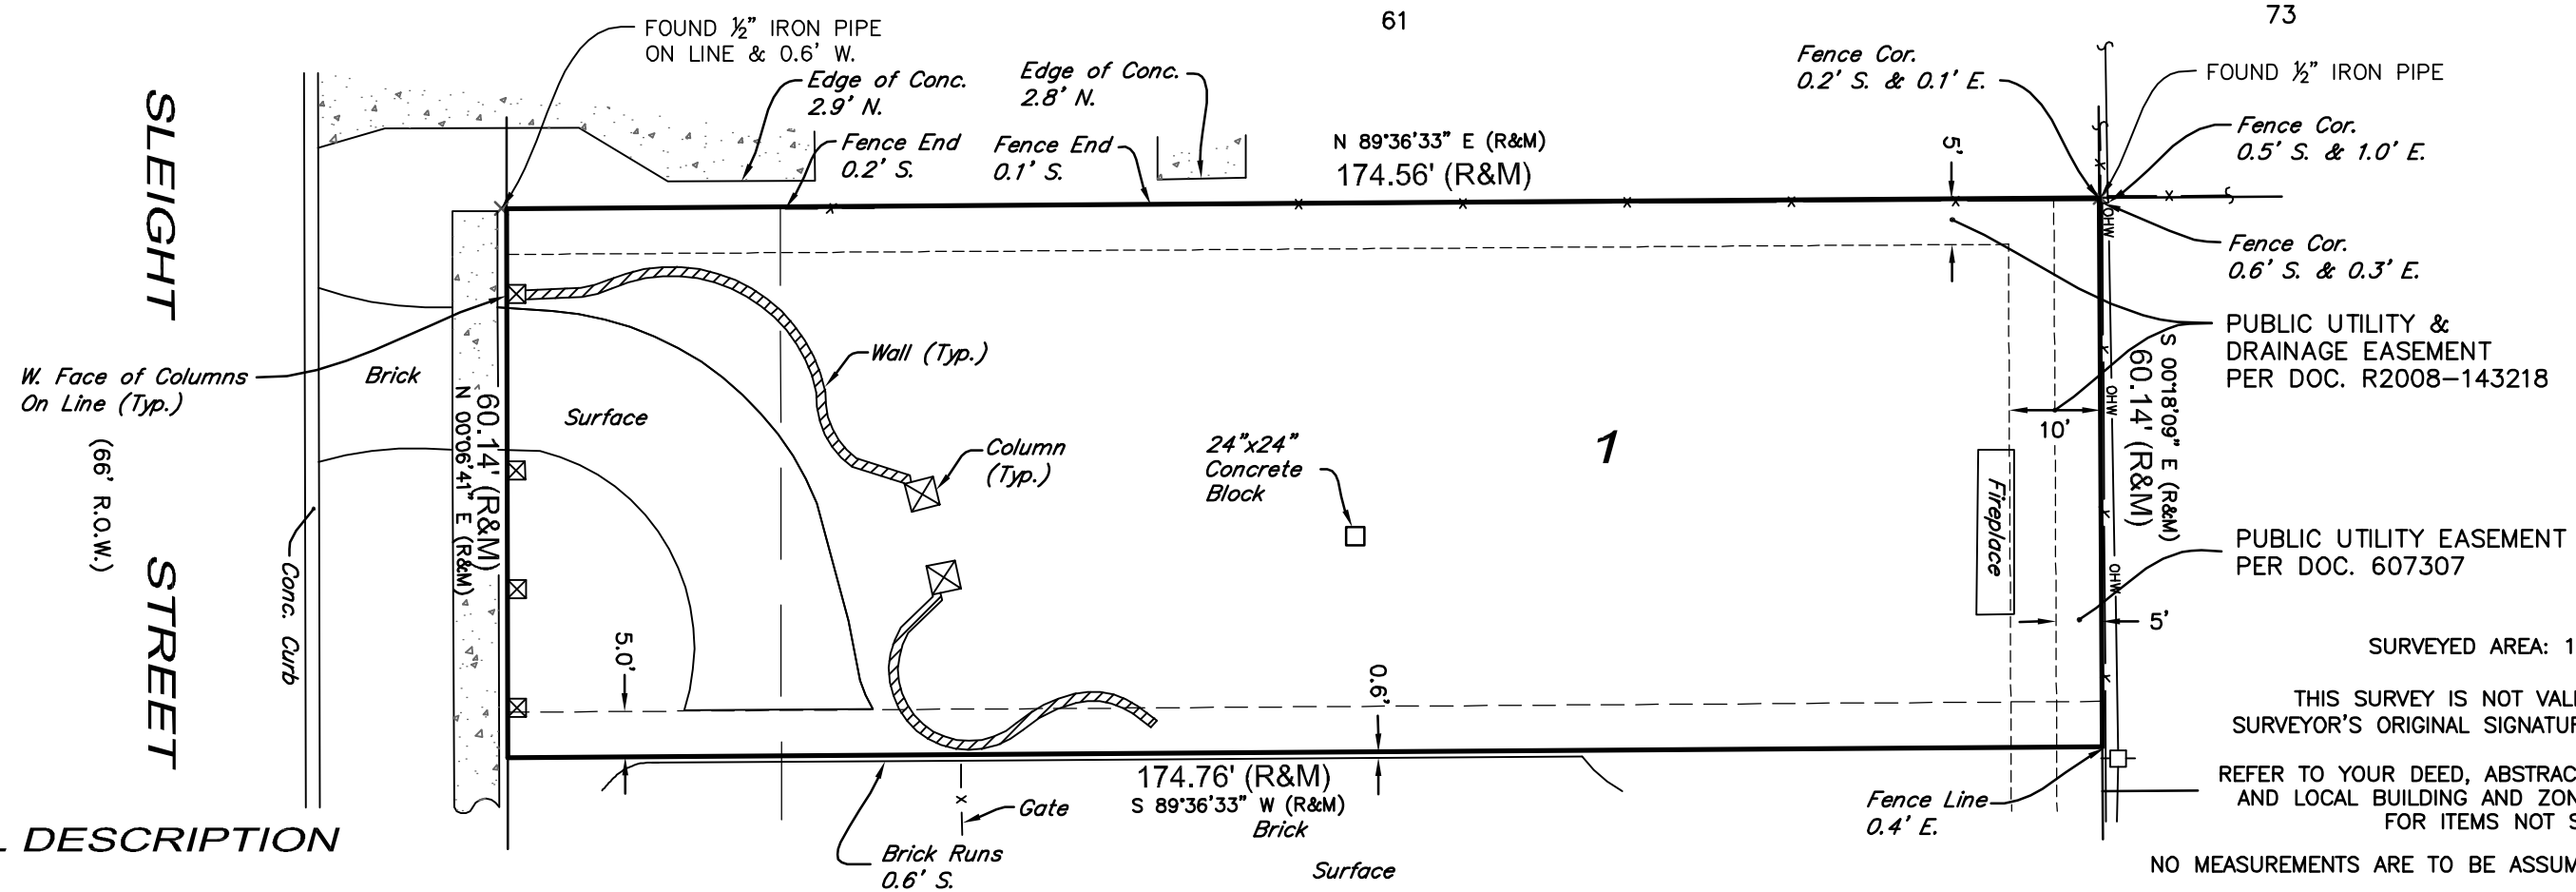 61
73
FOUND ½" IRON PIPE
ON LINE & 0.6' W.
Edge of Conc.
2.9' N.
Edge of Conc.
2.8' N.
Fence Cor.
0.2' S. & 0.1' E.
FOUND ½" IRON PIPE
Fence End
0.2' S.
Fence End
0.1' S.
N 89°36'33" E (R&M)
174.56' (R&M)
5'
Fence Cor.
0.5' S. & 1.0' E.
Fence Cor.
0.6' S. & 0.3' E.
SLEIGHT STREET
(66' R.O.W.)
Conc. Curb
W. Face of Columns
On Line (Typ.)
Brick
Surface
60.14' (R&M)
N 00°06'41" E (R&M)
Wall (Typ.)
Column
(Typ.)
24"x24"
Concrete
Block
1
Fireplace
10'
OHW
OHW
OHW
S 00°18'09" E (R&M)
60.14' (R&M)
PUBLIC UTILITY &
DRAINAGE EASEMENT
PER DOC. R2008-143218
PUBLIC UTILITY EASEMENT
PER DOC. 607307
5'
5.0'
0.6'
174.76' (R&M)
S 89°36'33" W (R&M)
Brick
Surface
Gate
Brick Runs
0.6' S.
Fence Line
0.4' E.
SURVEYED AREA: 1
THIS SURVEY IS NOT VALI
SURVEYOR'S ORIGINAL SIGNATUR
REFER TO YOUR DEED, ABSTRAC
AND LOCAL BUILDING AND ZON
FOR ITEMS NOT S
NO MEASUREMENTS ARE TO BE ASSUM
L DESCRIPTION